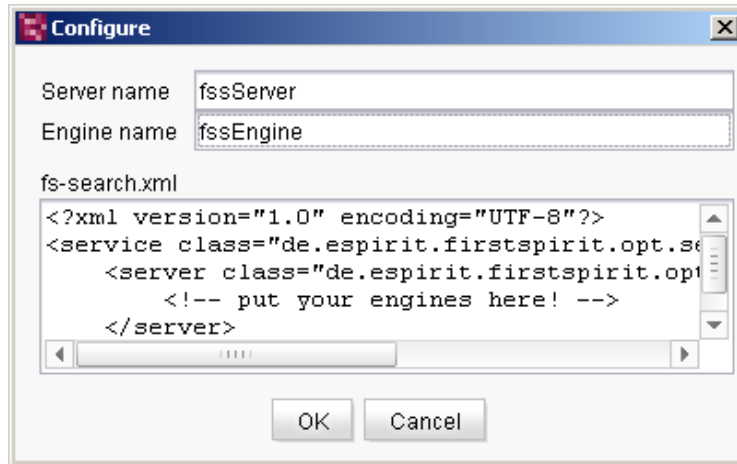 Configure
Server name fssServer
Engine name fssEngine
fs-search.xml
<?xml version="1.0" encoding="UTF-8"?>
<service class="de.espirit.firstspirit.opt.se
<server class="de.espirit.firstspirit.opt
<!-- put your engines here! -->
</server>
OK Cancel